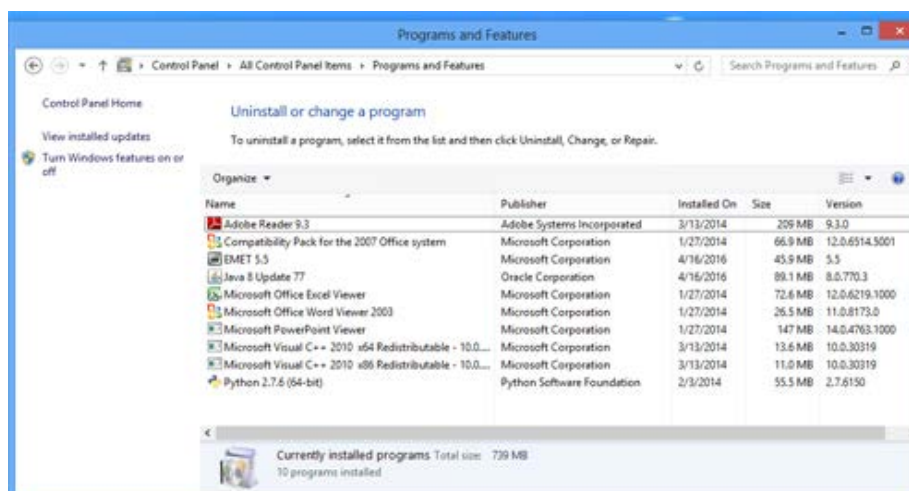 Programs and Features
Control Panel › All Control Panel Items › Programs and Features
Search Programs and Features
Control Panel Home
View installed updates
Turn Windows features on or
off
Uninstall or change a program
To uninstall a program, select it from the list and then click Uninstall, Change, or Repair.
Organize
Name Publisher Installed On Size Version
Adobe Reader 9.3 Adobe Systems Incorporated 3/13/2014 209 MB 9.3.0
Compatibility Pack for the 2007 Office system Microsoft Corporation 1/27/2014 66.9 MB 12.0.6514.5001
EMET 5.5 Microsoft Corporation 4/16/2016 45.9 MB 5.5
Java 8 Update 77 Oracle Corporation 4/16/2016 89.1 MB 8.0.770.3
Microsoft Office Excel Viewer Microsoft Corporation 1/27/2014 72.6 MB 12.0.6219.1000
Microsoft Office Word Viewer 2003 Microsoft Corporation 1/27/2014 26.5 MB 11.0.8173.0
Microsoft PowerPoint Viewer Microsoft Corporation 1/27/2014 147 MB 14.0.4763.1000
Microsoft Visual C++ 2010 x64 Redistributable - 10.0.... Microsoft Corporation 3/13/2014 13.6 MB 10.0.30319
Microsoft Visual C++ 2010 x86 Redistributable - 10.0.... Microsoft Corporation 3/13/2014 11.0 MB 10.0.30319
Python 2.7.6 (64-bit) Python Software Foundation 2/3/2014 55.5 MB 2.7.6150
Currently installed programs Total size: 739 MB
10 programs installed